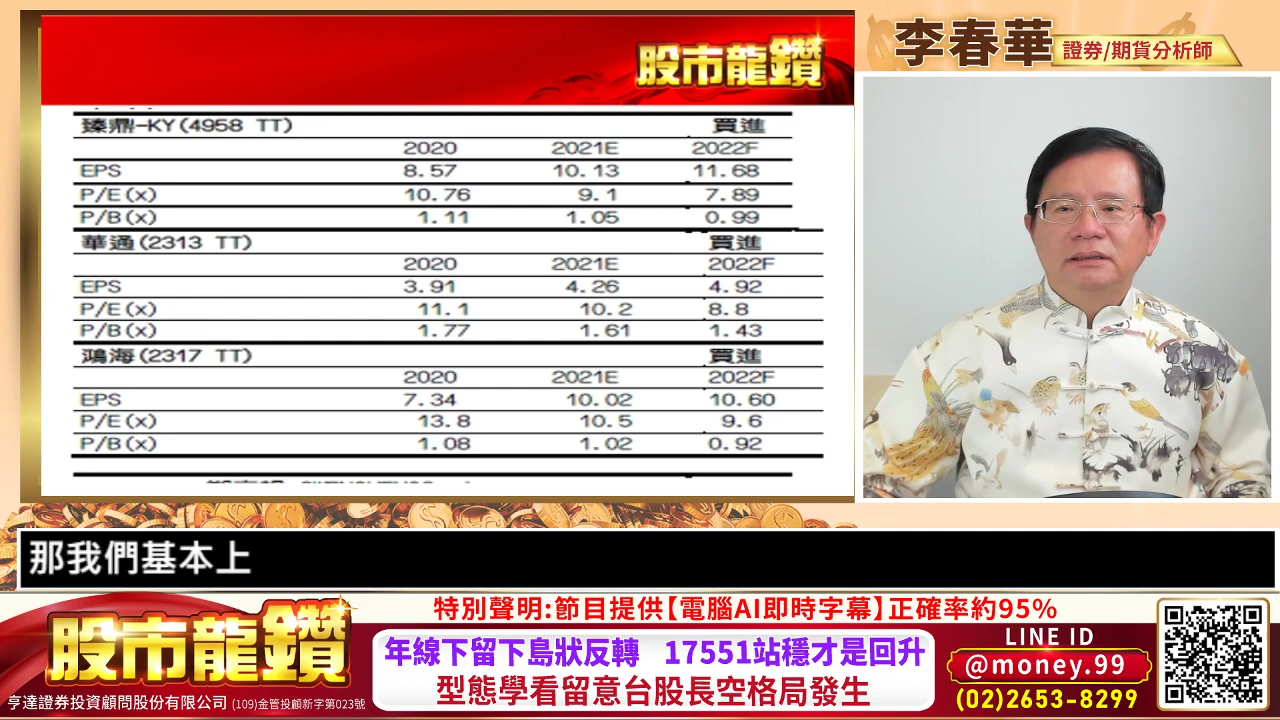 股市龍鑽
李春華
證券/期貨分析師
臻鼎-KY(4958 TT) 買進
2020 2021E 2022F
EPS 8.57 10.13 11.68
P/E(x) 10.76 9.1 7.89
P/B(x) 1.11 1.05 0.99
華通(2313 TT) 買進
2020 2021E 2022F
EPS 3.91 4.26 4.92
P/E(x) 11.1 10.2 8.8
P/B(x) 1.77 1.61 1.43
鴻海(2317 TT) 買進
2020 2021E 2022F
EPS 7.34 10.02 10.60
P/E(x) 13.8 10.5 9.6
P/B(x) 1.08 1.02 0.92
那我們基本上
特別聲明:節目提供【電腦AI即時字幕】正確率約95%
股市龍鑽
亨達證券投資顧問股份有限公司 (109)金管投顧新字第023號
年線下留下島狀反轉 17551站穩才是回升
型態學看留意台股長空格局發生
LINE ID
@money.99
(02)2653-8299